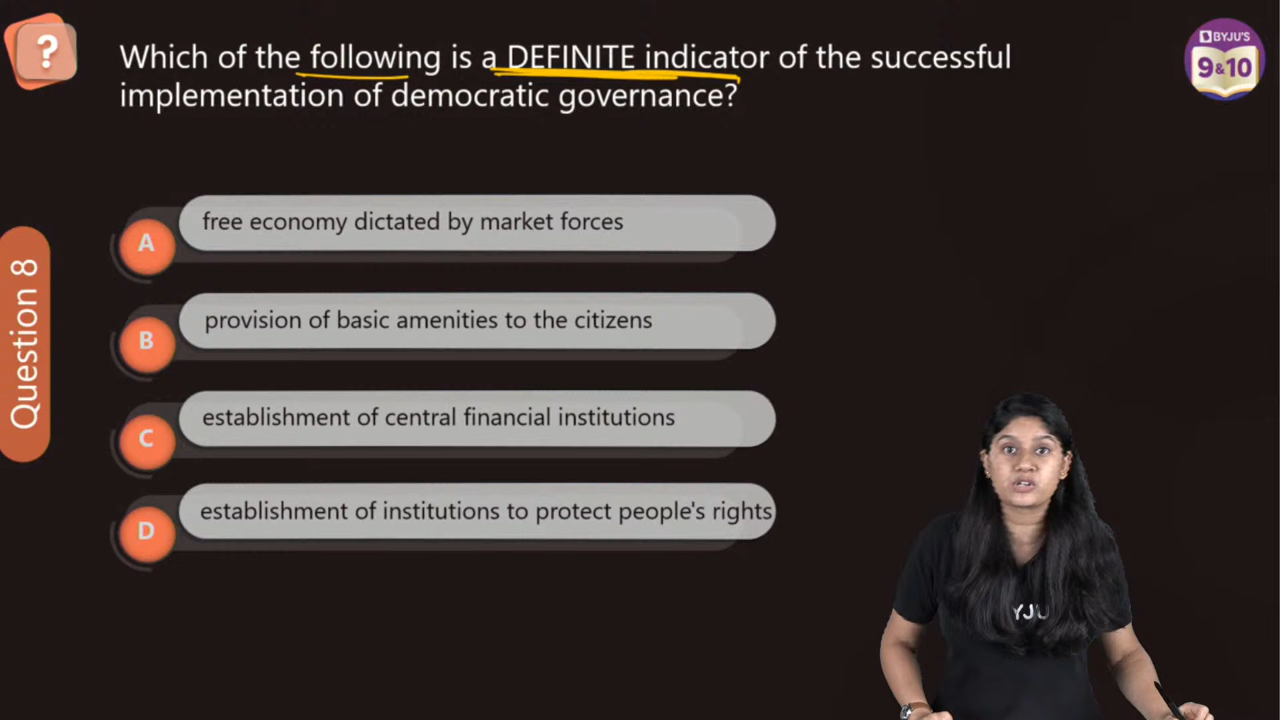 ?
Which of the following is a DEFINITE indicator of the successful
implementation of democratic governance?
BYJU'S
9&10
Question 8
A
free economy dictated by market forces
B
provision of basic amenities to the citizens
C
establishment of central financial institutions
D
establishment of institutions to protect people's rights
YJU